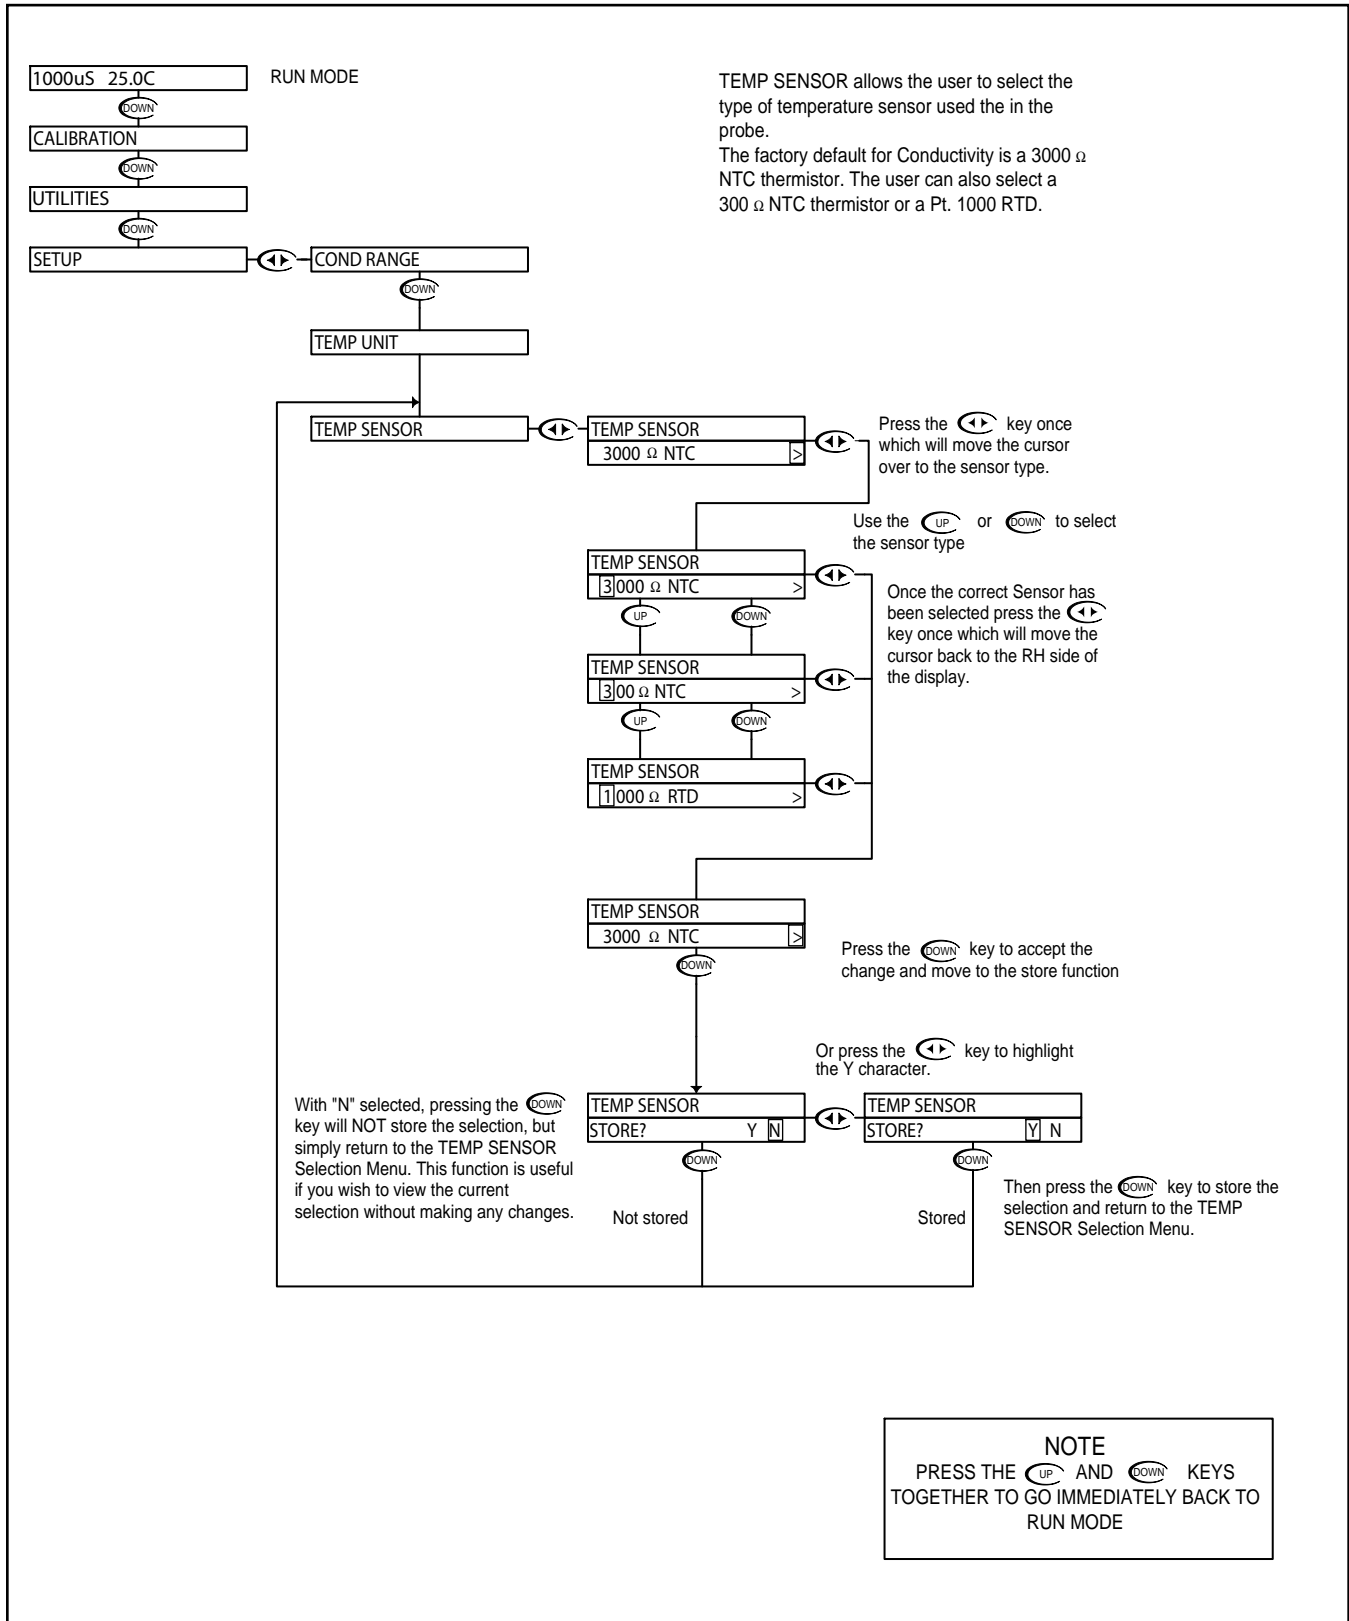 1000uS 25.0C
RUN MODE
DOWN
CALIBRATION
DOWN
UTILITIES
DOWN
SETUP
COND RANGE
DOWN
TEMP UNIT
TEMP SENSOR allows the user to select the
type of temperature sensor used the in the
probe.
The factory default for Conductivity is a 3000 Ω
NTC thermistor. The user can also select a
300 Ω NTC thermistor or a Pt. 1000 RTD.
TEMP SENSOR
TEMP SENSOR
3000 Ω NTC >
Press the key once
which will move the cursor
over to the sensor type.
Use the UP or DOWN to select
the sensor type
TEMP SENSOR
3000 Ω NTC >
UP DOWN
TEMP SENSOR
300 Ω NTC >
UP DOWN
TEMP SENSOR
1000 Ω RTD >
Once the correct Sensor has
been selected press the
key once which will move the
cursor back to the RH side of
the display.
TEMP SENSOR
3000 Ω NTC >
DOWN
Press the DOWN key to accept the
change and move to the store function
Or press the key to highlight
the Y character.
With "N" selected, pressing the DOWN
key will NOT store the selection, but
simply return to the TEMP SENSOR
Selection Menu. This function is useful
if you wish to view the current
selection without making any changes.
TEMP SENSOR
STORE? Y N
DOWN
Not stored
TEMP SENSOR
STORE? Y N
DOWN
Stored
Then press the DOWN key to store the
selection and return to the TEMP
SENSOR Selection Menu.
NOTE
PRESS THE UP AND DOWN KEYS
TOGETHER TO GO IMMEDIATELY BACK TO
RUN MODE